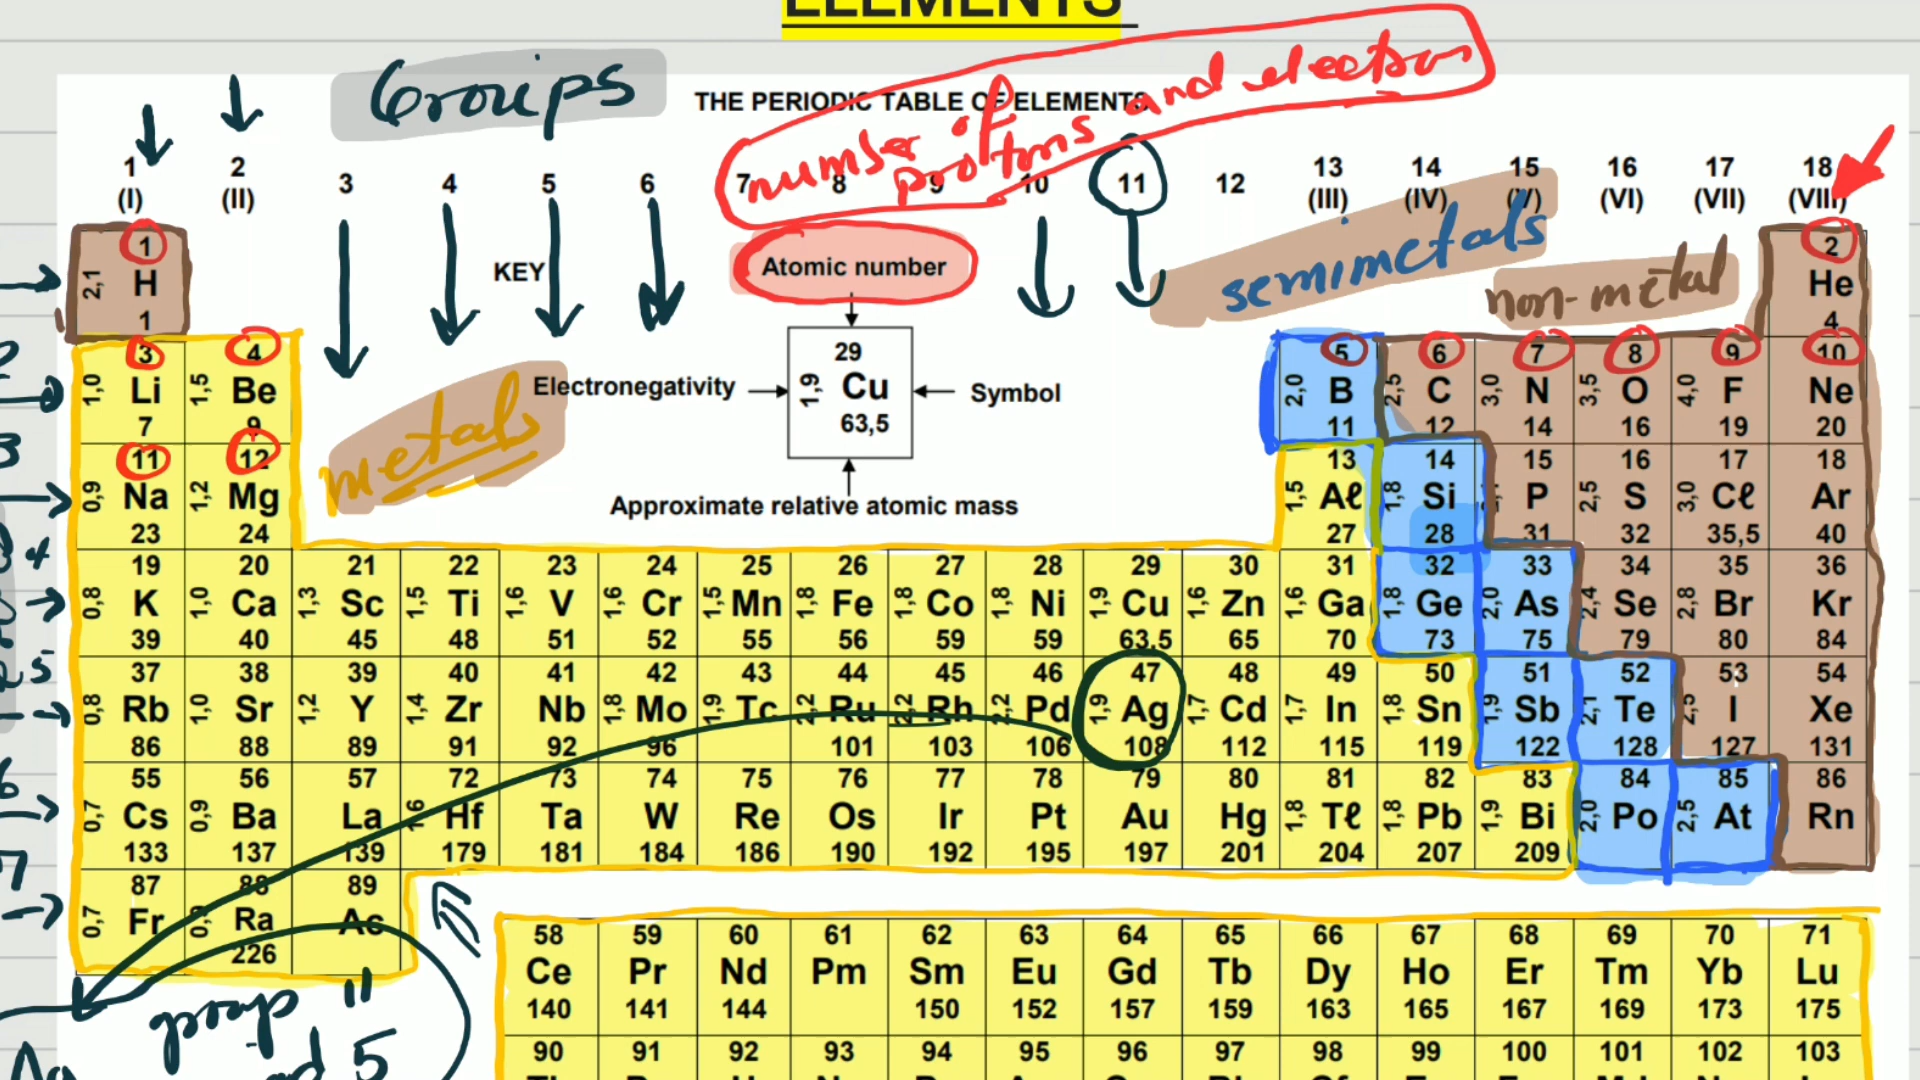 ELEMENTS
Groups
number of protons and electron
THE PERIODIC TABLE OF ELEMENTS
1 2 3 4 5 6 7 8 9 10 11 12 13 14 15 16 17 18
(I) (II) (III) (IV) (V) (VI) (VII) (VIII)
semimetals
non-metal
metals
KEY
Atomic number
29
Electronegativity 1,9 Cu Symbol
63,5
Approximate relative atomic mass
1 2
2,1 H He
1 4
3 4 5 6 7 8 9 10
1,0 Li 1,5 Be 2,0 B 2,5 C 3,0 N 3,5 O 4,0 F Ne
7 9 11 12 14 16 19 20
11 12 13 14 15 16 17 18
0,9 Na 1,2 Mg 1,5 Aℓ 1,8 Si P 2,5 S 3,0 Cℓ Ar
23 24 27 28 31 32 35,5 40
19 20 21 22 23 24 25 26 27 28 29 30 31 32 33 34 35 36
0,8 K 1,0 Ca 1,3 Sc 1,5 Ti 1,6 V 1,6 Cr 1,5 Mn 1,8 Fe 1,8 Co 1,8 Ni 1,9 Cu 1,6 Zn 1,6 Ga 1,8 Ge 2,0 As 2,4 Se 2,8 Br Kr
39 40 45 48 51 52 55 56 59 59 63,5 65 70 73 75 79 80 84
37 38 39 40 41 42 43 44 45 46 47 48 49 50 51 52 53 54
0,8 Rb 1,0 Sr 1,2 Y 1,4 Zr Nb 1,8 Mo 1,9 Tc 2,2 Ru 2,2 Rh 2,2 Pd 1,9 Ag 1,7 Cd 1,7 In 1,8 Sn 1,9 Sb 2,1 Te 2,5 I Xe
86 88 89 91 92 96 101 103 106 108 112 115 119 122 128 127 131
55 56 57 72 73 74 75 76 77 78 79 80 81 82 83 84 85 86
0,7 Cs 0,9 Ba La 1,6 Hf Ta W Re Os Ir Pt Au Hg 1,8 Tℓ 1,8 Pb 1,9 Bi 2,0 Po 2,5 At Rn
133 137 139 179 181 184 186 190 192 195 197 201 204 207 209
87 88 89
0,7 Fr 0,9 Ra Ac
226
58 59 60 61 62 63 64 65 66 67 68 69 70 71
Ce Pr Nd Pm Sm Eu Gd Tb Dy Ho Er Tm Yb Lu
140 141 144 150 152 157 159 163 165 167 169 173 175
90 91 92 93 94 95 96 97 98 99 100 101 102 103
group 11
5